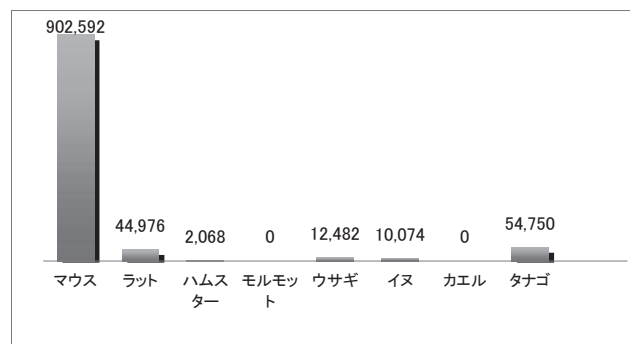 902,592
44,976
2,068
0
12,482
10,074
0
54,750
マウス
ラット
ハムス
ター
モルモッ
ト
ウサギ
イヌ
カエル
タナゴ